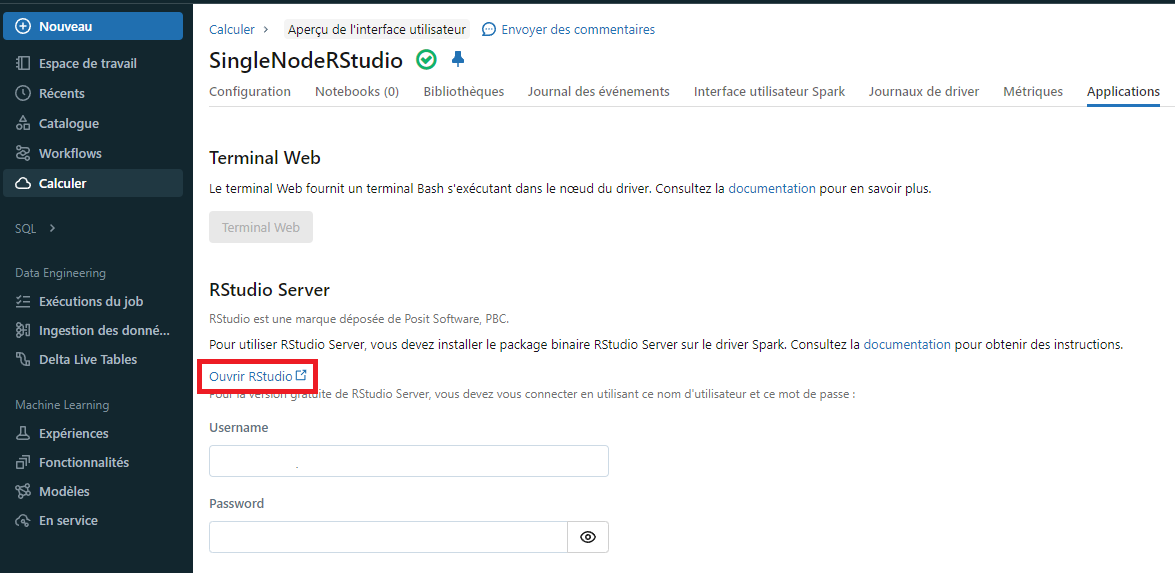 Nouveau
Espace de travail
Récents
Catalogue
Workflows
Calculer
SQL
Data Engineering
Exécutions du job
Ingestion des donné...
Delta Live Tables
Machine Learning
Expériences
Fonctionnalités
Modèles
En service
Calculer > Aperçu de l'interface utilisateur Envoyer des commentaires
SingleNodeRStudio
Configuration Notebooks (0) Bibliothèques Journal des événements Interface utilisateur Spark Journaux de driver Métriques Applications
Terminal Web
Le terminal Web fournit un terminal Bash s'exécutant dans le nœud du driver. Consultez la documentation pour en savoir plus.
Terminal Web
RStudio Server
RStudio est une marque déposée de Posit Software, PBC.
Pour utiliser RStudio Server, vous devez installer le package binaire RStudio Server sur le driver Spark. Consultez la documentation pour obtenir des instructions.
Ouvrir RStudio
Pour la version gratuite de RStudio Server, vous devez vous connecter en utilisant ce nom d'utilisateur et ce mot de passe :
Username
Password